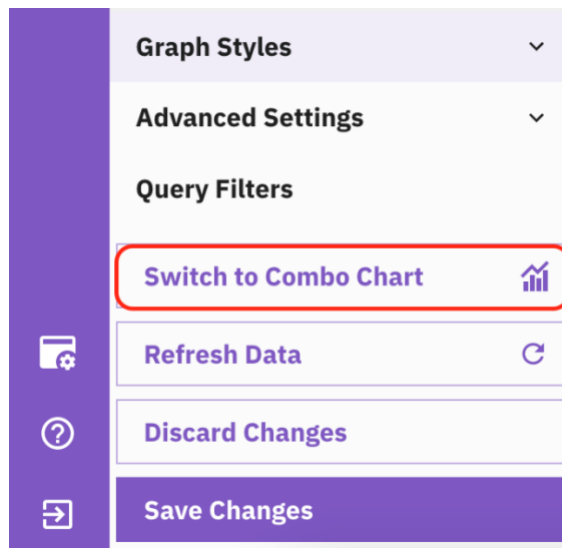 Graph Styles
Advanced Settings
Query Filters
Switch to Combo Chart
Refresh Data
Discard Changes
Save Changes